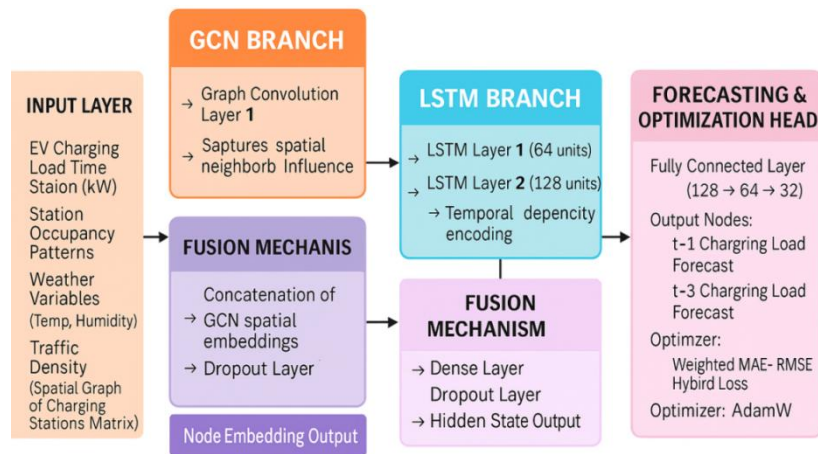 INPUT LAYER
EV Charging
Load Time
Staion (kW)
Station
Occupancy
Patterns
Weather
Variables
(Temp, Humidity)
Traffic
Density
(Spatial Graph
of Charging
Stations Matrix)
GCN BRANCH
→ Graph Convolution
Layer 1
→ Saptures spatial
neighborb Influence
FUSION MECHANIS
Concatenation of
→ GCN spatial
embeddings
→ Dropout Layer
Node Embedding Output
LSTM BRANCH
→ LSTM Layer 1 (64 units)
→ LSTM Layer 2 (128 units)
→ Temporal depencity
encoding
FUSION
MECHANISM
→ Dense Layer
Dropout Layer
→ Hidden State Output
FORECASTING &
OPTIMIZATION HEAD
Fully Connected Layer
(128 → 64 → 32)
Output Nodes:
t-1 Chargring Load
Forecast
t-3 Chargring Load
Forecast
Optimzer:
Weighted MAE- RMSE
Hybird Loss
Optimizer: AdamW